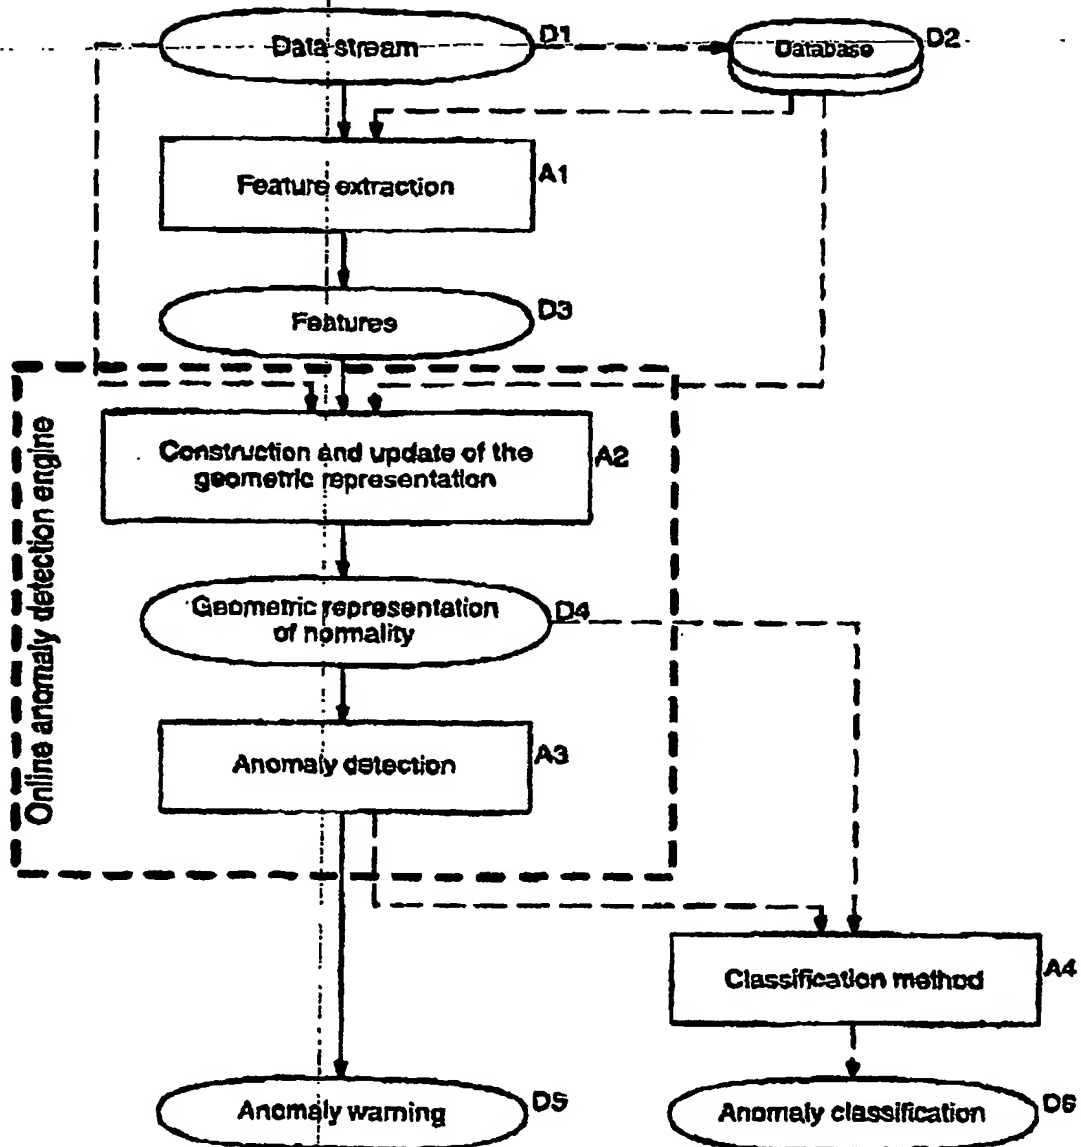 Data stream
D1
Database
D2
Feature extraction
A1
Features
D3
Online anomaly detection engine
Construction and update of the
geometric representation
A2
Geometric representation
of normality
D4
Anomaly detection
A3
Classification method
A4
Anomaly warning
D5
Anomaly classification
D6